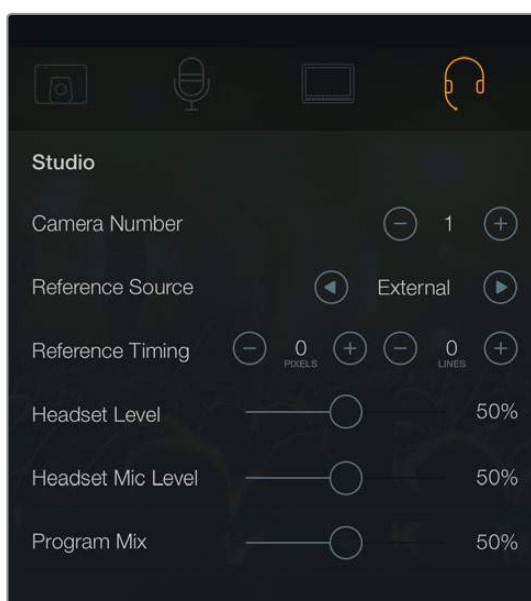 Studio
Camera Number 1
Reference Source External
Reference Timing 0 PIXELS 0 LINES
Headset Level 50%
Headset Mic Level 50%
Program Mix 50%